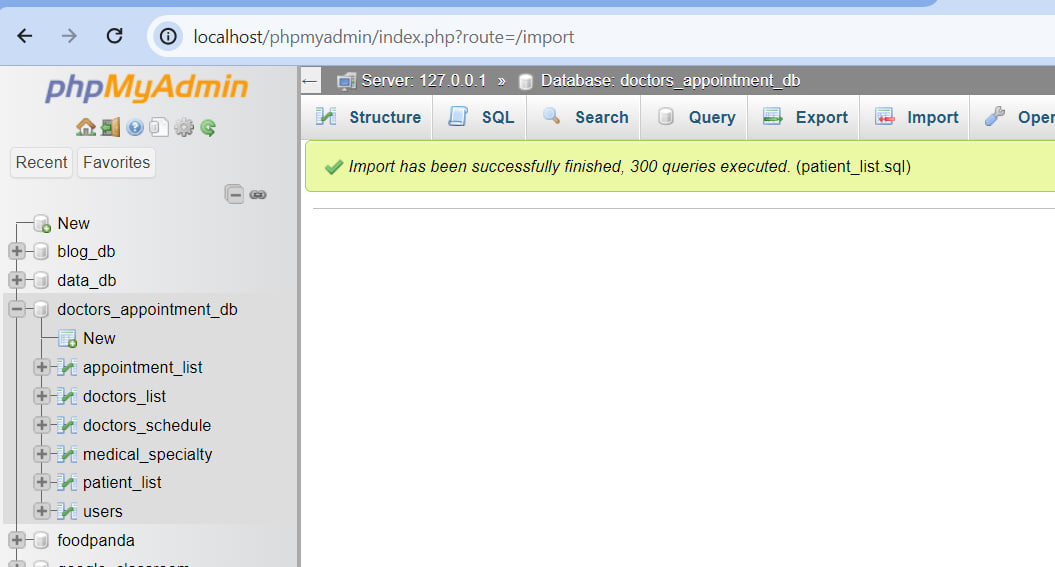 localhost/phpmyadmin/index.php?route=/import
phpMyAdmin
Recent Favorites
New
blog_db
data_db
doctors_appointment_db
New
appointment_list
doctors_list
doctors_schedule
medical_specialty
patient_list
users
foodpanda
Server: 127.0.0.1 » Database: doctors_appointment_db
Structure SQL Search Query Export Import Oper
Import has been successfully finished, 300 queries executed. (patient_list.sql)